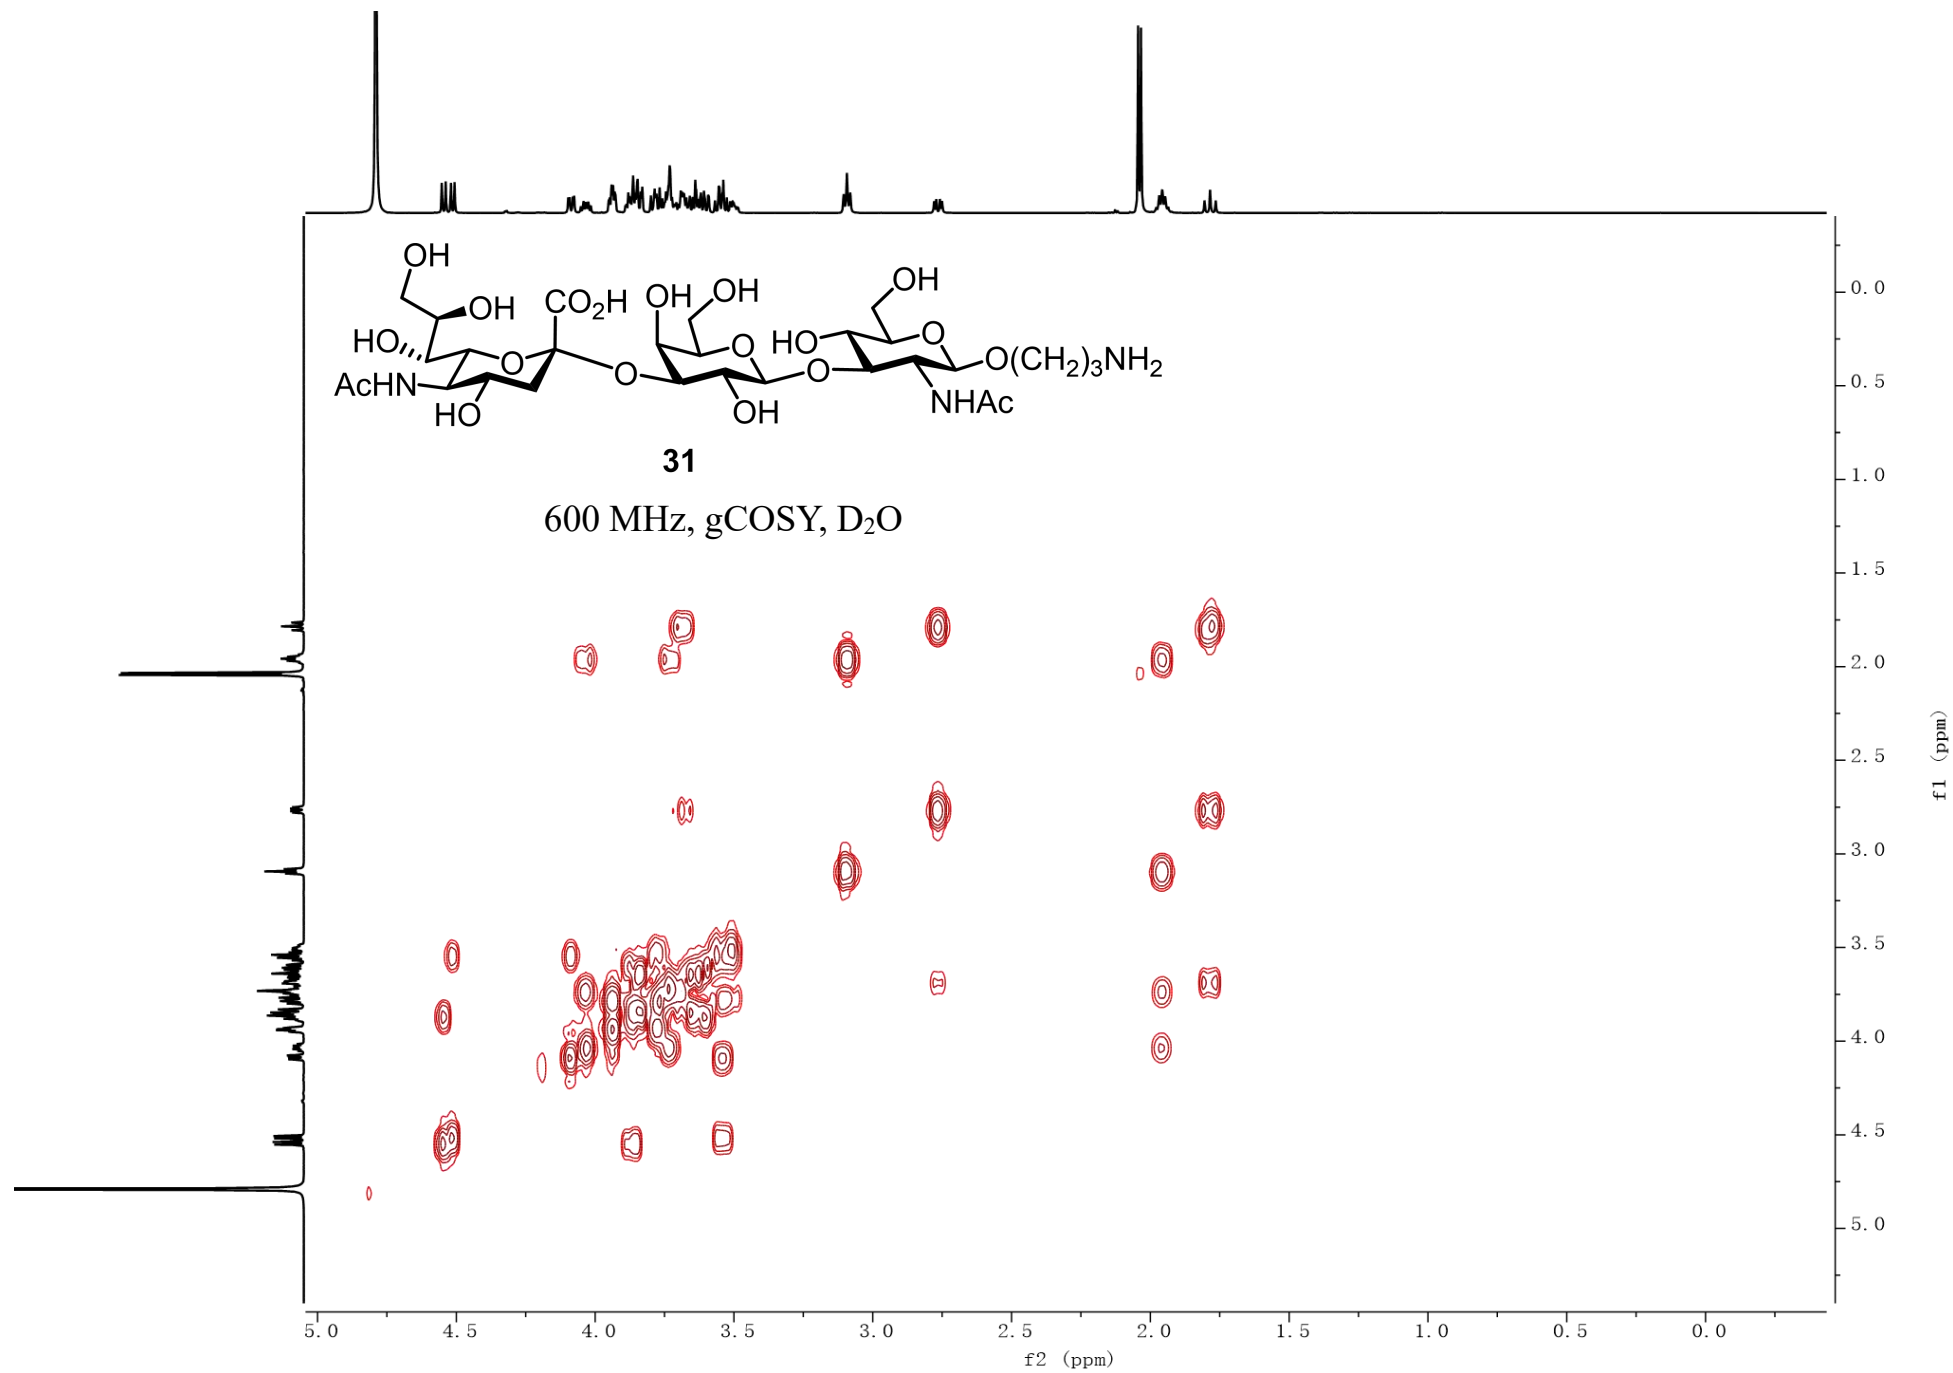 OH
CO2H
OH
HO
O
AcHN
HO
O
OH
OH
O
OH
O
OH
HO
O
O(CH2)3NH2
NHAc
31
600 MHz, gCOSY, D2O
0.0
0.5
1.0
1.5
2.0
2.5
3.0
3.5
4.0
4.5
5.0
f1 (ppm)
5.0 4.5 4.0 3.5 3.0 2.5 2.0 1.5 1.0 0.5 0.0
f2 (ppm)